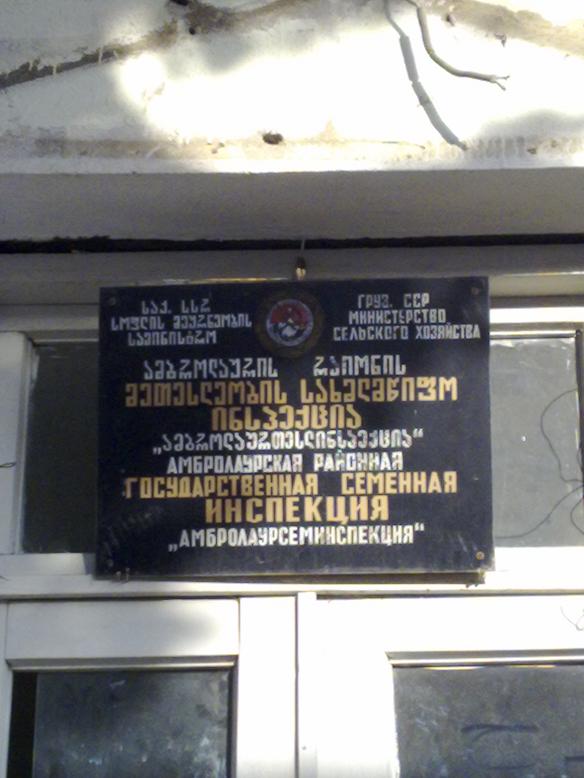 საქ. სსრ
სოფლის მეურნეობის
სამინისტრო
ГРУЗ. ССР
МИНИСТЕРСТВО
СЕЛЬСКОГО ХОЗЯЙСТВА
ამბროლაურის რაიონის
მეთესლეობის სახელმწიფო
ინსპექცია
„ამბროლაურთესლინსპექცია“
АМБРОЛАУРСКАЯ РАЙОННАЯ
ГОСУДАРСТВЕННАЯ СЕМЕННАЯ
ИНСПЕКЦИЯ
„АМБРОЛАУРСЕМИНСПЕКЦИЯ“